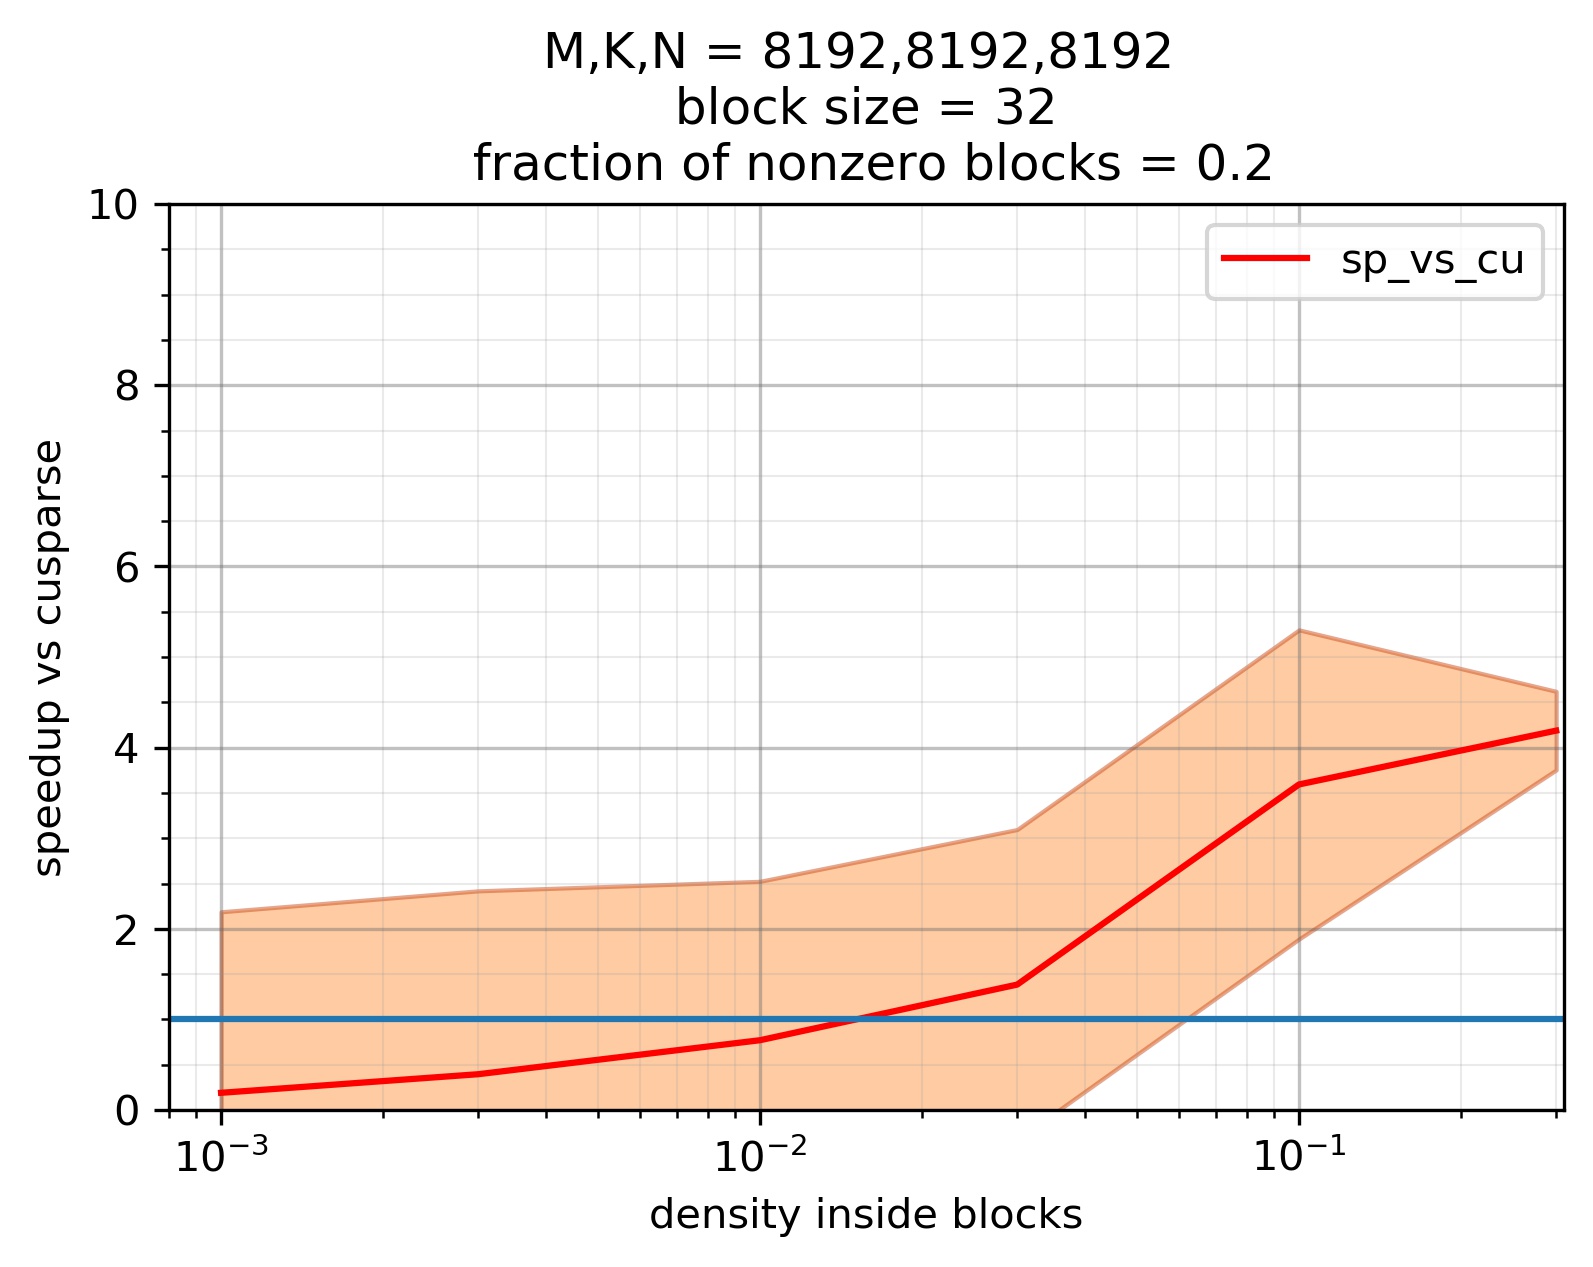 M,K,N = 8192,8192,8192
block size = 32
fraction of nonzero blocks = 0.2
sp_vs_cu
speedup vs cusparse
10
8
6
4
2
0
10⁻³
10⁻²
10⁻¹
density inside blocks